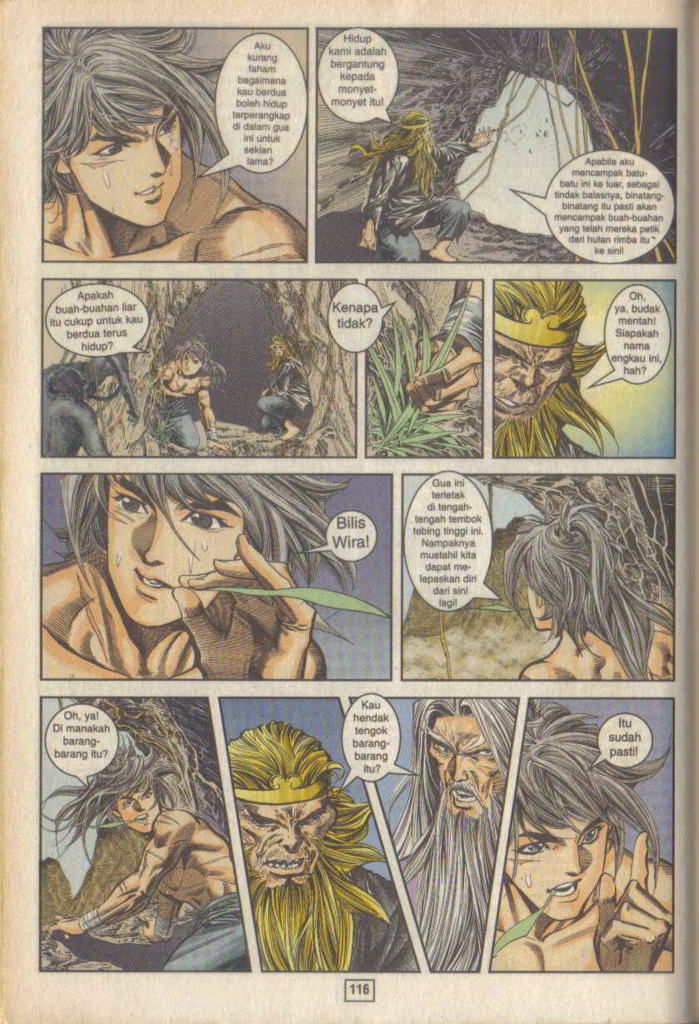 Aku
kurang
faham
bagaimana
kau berdua
boleh hidup
terperangkap
di dalam gua
ini untuk
sekian
lama?
Hidup
kami adalah
bergantung
kepada
monyet-
monyet itu!
Apabila aku
mencampak batu-
batu ini ke luar, sebagai
tindak balasnya, binatang-
binatang itu pasti akan
mencampak buah-buahan
yang telah mereka petik
dari hutan rimba itu
ke sini!
Apakah
buah-buahan liar
itu cukup untuk kau
berdua terus
hidup?
Kenapa
tidak?
Oh,
ya, budak
mentah!
Siapakah
nama
engkau ini,
hah?
Bilis
Wira!
Gua ini
terletak
di tengah-
tengah tembok
tebing tinggi ini.
Nampaknya
mustahil kita
dapat me-
lepaskan diri
dari sini
lagi!
Oh, ya!
Di manakah
barang-
barang itu?
Kau
hendak
tengok
barang-
barang
itu?
Itu
sudah
pasti!
116